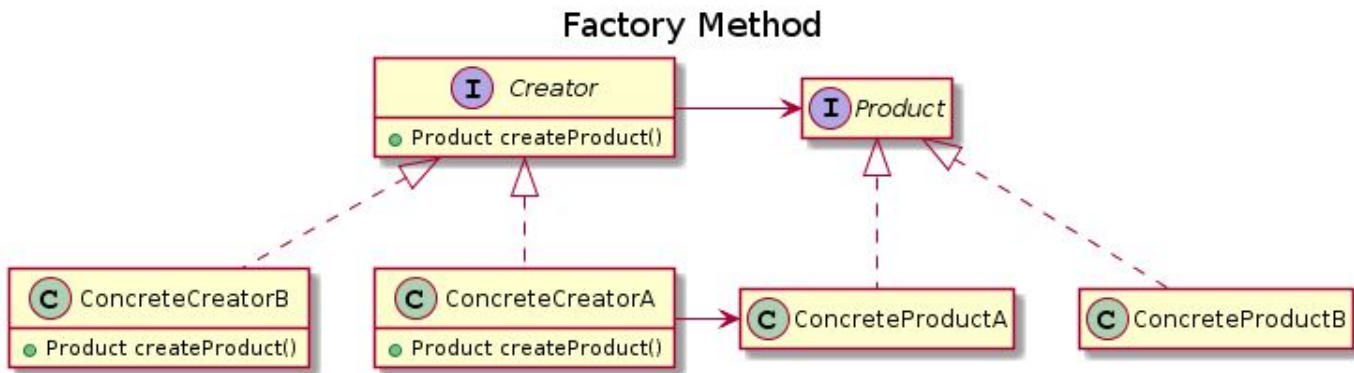 Factory Method
I Creator
Product createProduct()
I Product
C ConcreteCreatorB
Product createProduct()
C ConcreteCreatorA
Product createProduct()
C ConcreteProductA
C ConcreteProductB